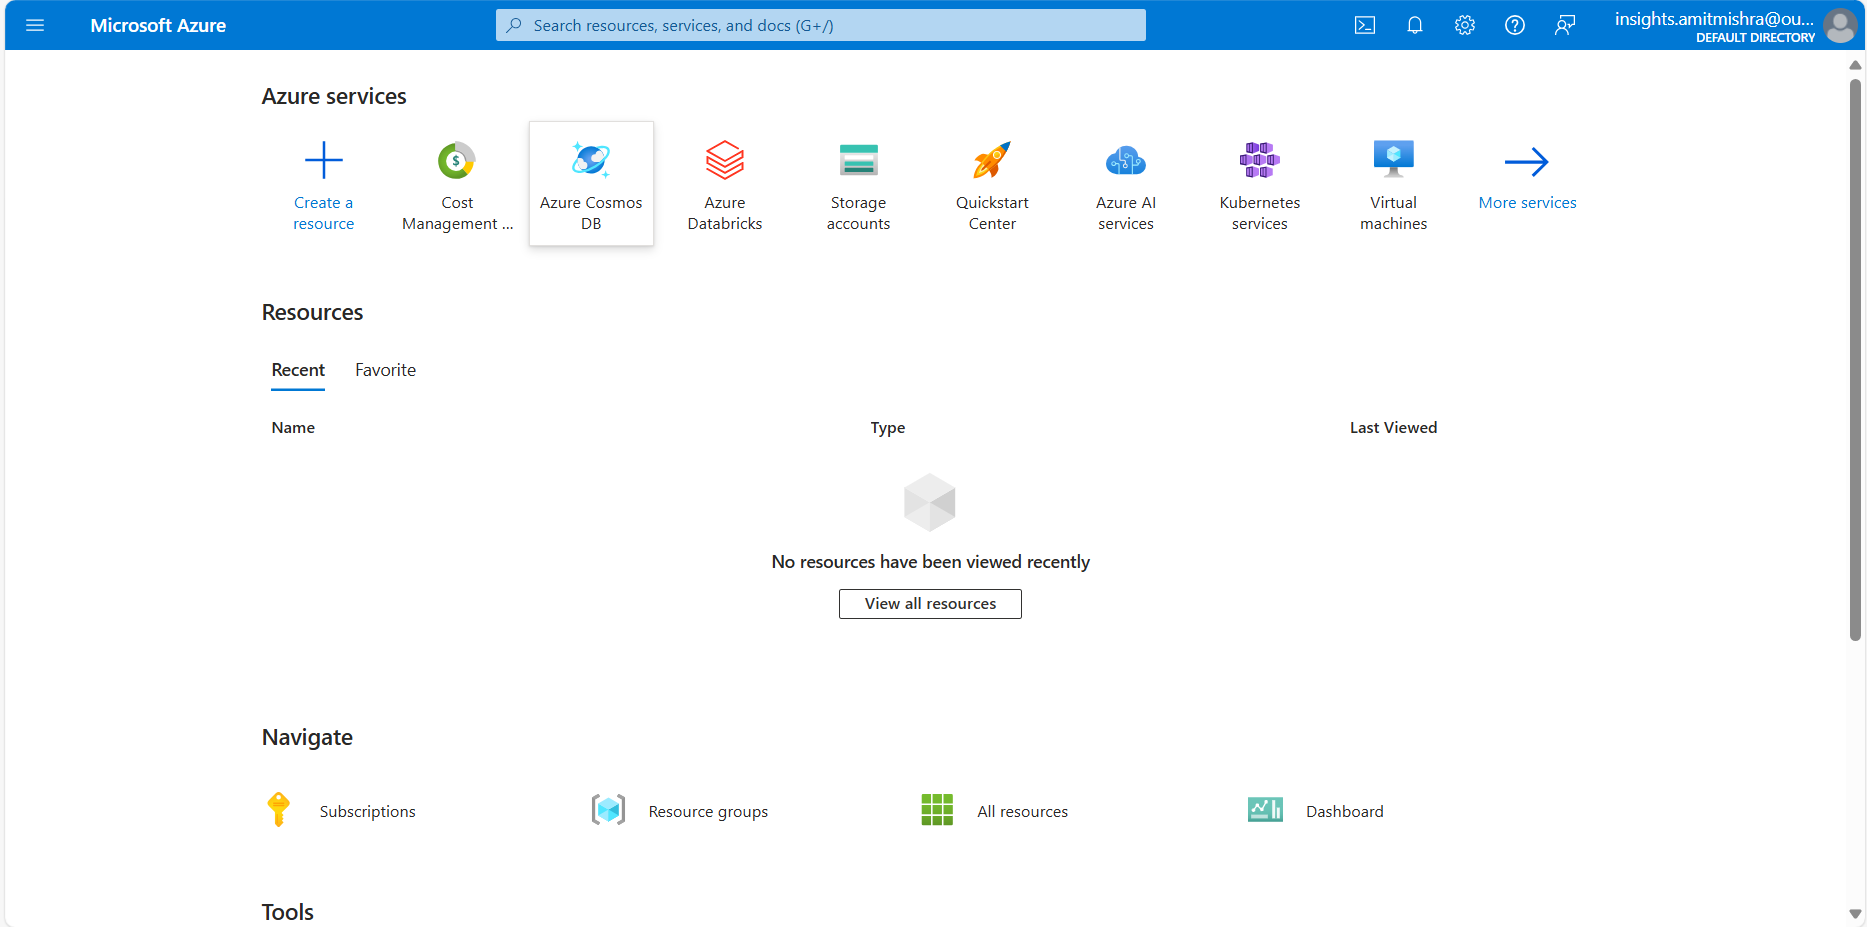 Microsoft Azure
Search resources, services, and docs (G+/)
insights.amitmishra@ou...
DEFAULT DIRECTORY
Azure services
Create a
resource
$
Cost
Management ...
Azure Cosmos
DB
Azure
Databricks
Storage
accounts
Quickstart
Center
Azure AI
services
Kubernetes
services
Virtual
machines
More services
Resources
Recent Favorite
Name Type Last Viewed
No resources have been viewed recently
View all resources
Navigate
Subscriptions
Resource groups
All resources
Dashboard
Tools